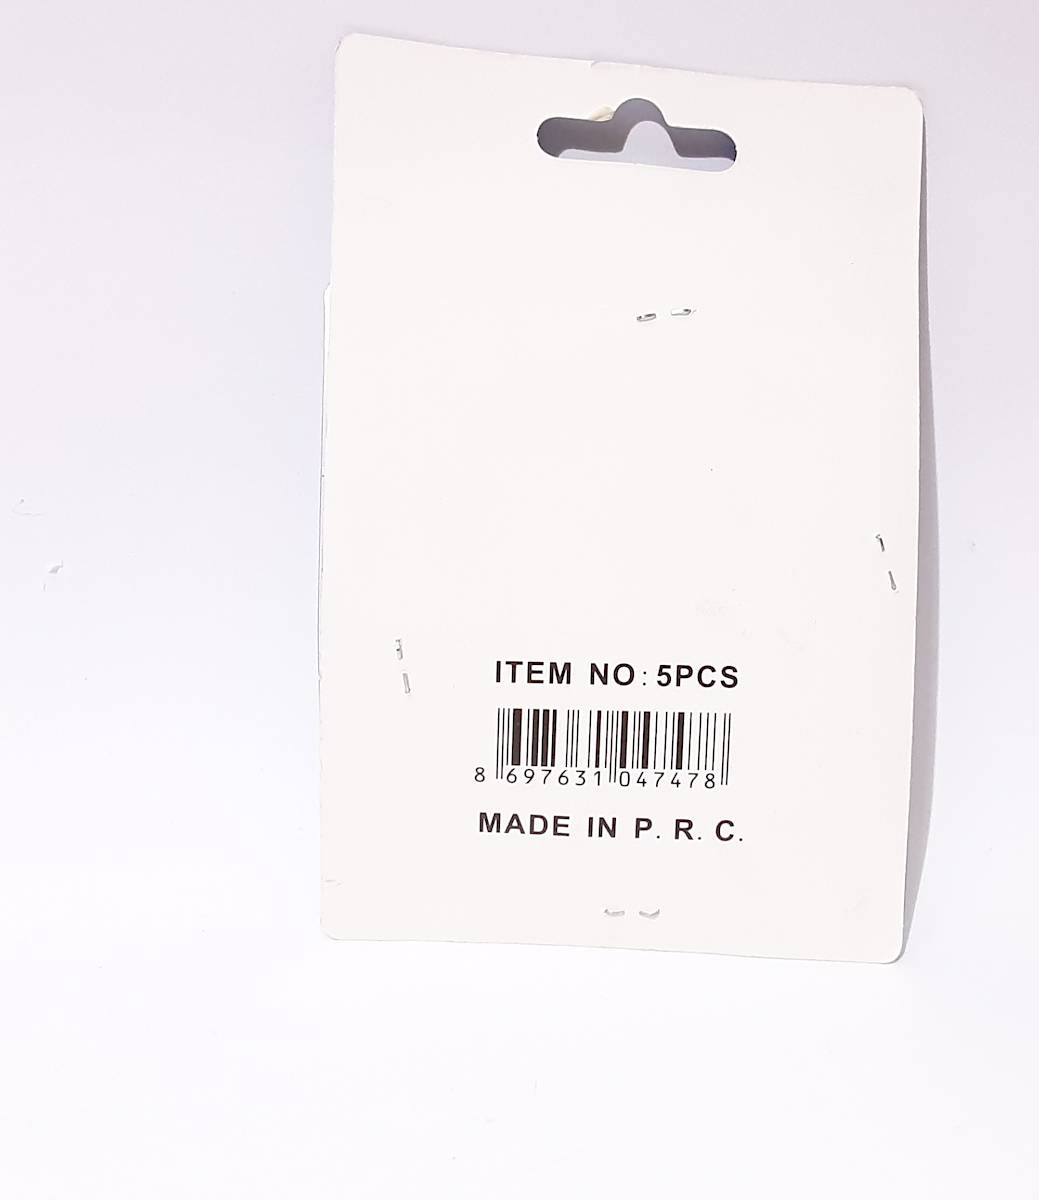 ITEM NO: 5PCS
8 697631 047478
MADE IN P. R. C.